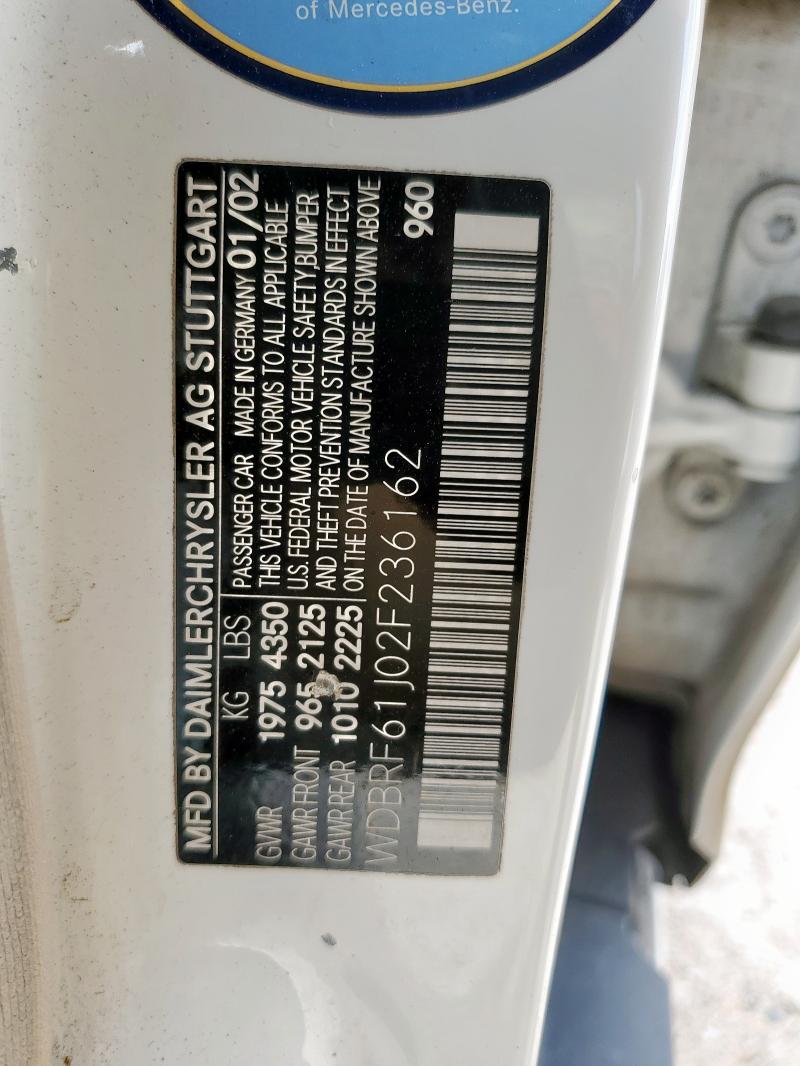 of Mercedes-Benz.
MFD BY DAIMLERCHRYSLER AG STUTTGART
KG LBS PASSENGER CAR MADE IN GERMANY 01/02
GVWR 1975 4350 THIS VEHICLE CONFORMS TO ALL APPLICABLE
GAWR FRONT 965 2125 U.S. FEDERAL MOTOR VEHICLE SAFETY, BUMPER
GAWR REAR 1010 2225 AND THEFT PREVENTION STANDARDS IN EFFECT
ON THE DATE OF MANUFACTURE SHOWN ABOVE
WDBRF61J02F236162 960